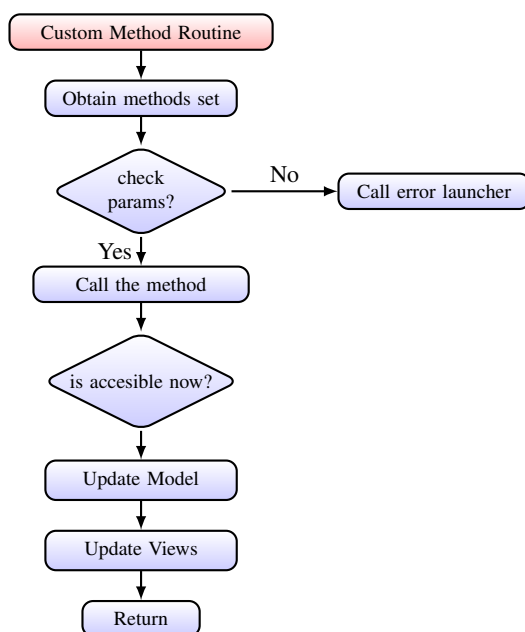 Custom Method Routine
Obtain methods set
check
params?
No
Call error launcher
Yes
Call the method
is accesible now?
Update Model
Update Views
Return